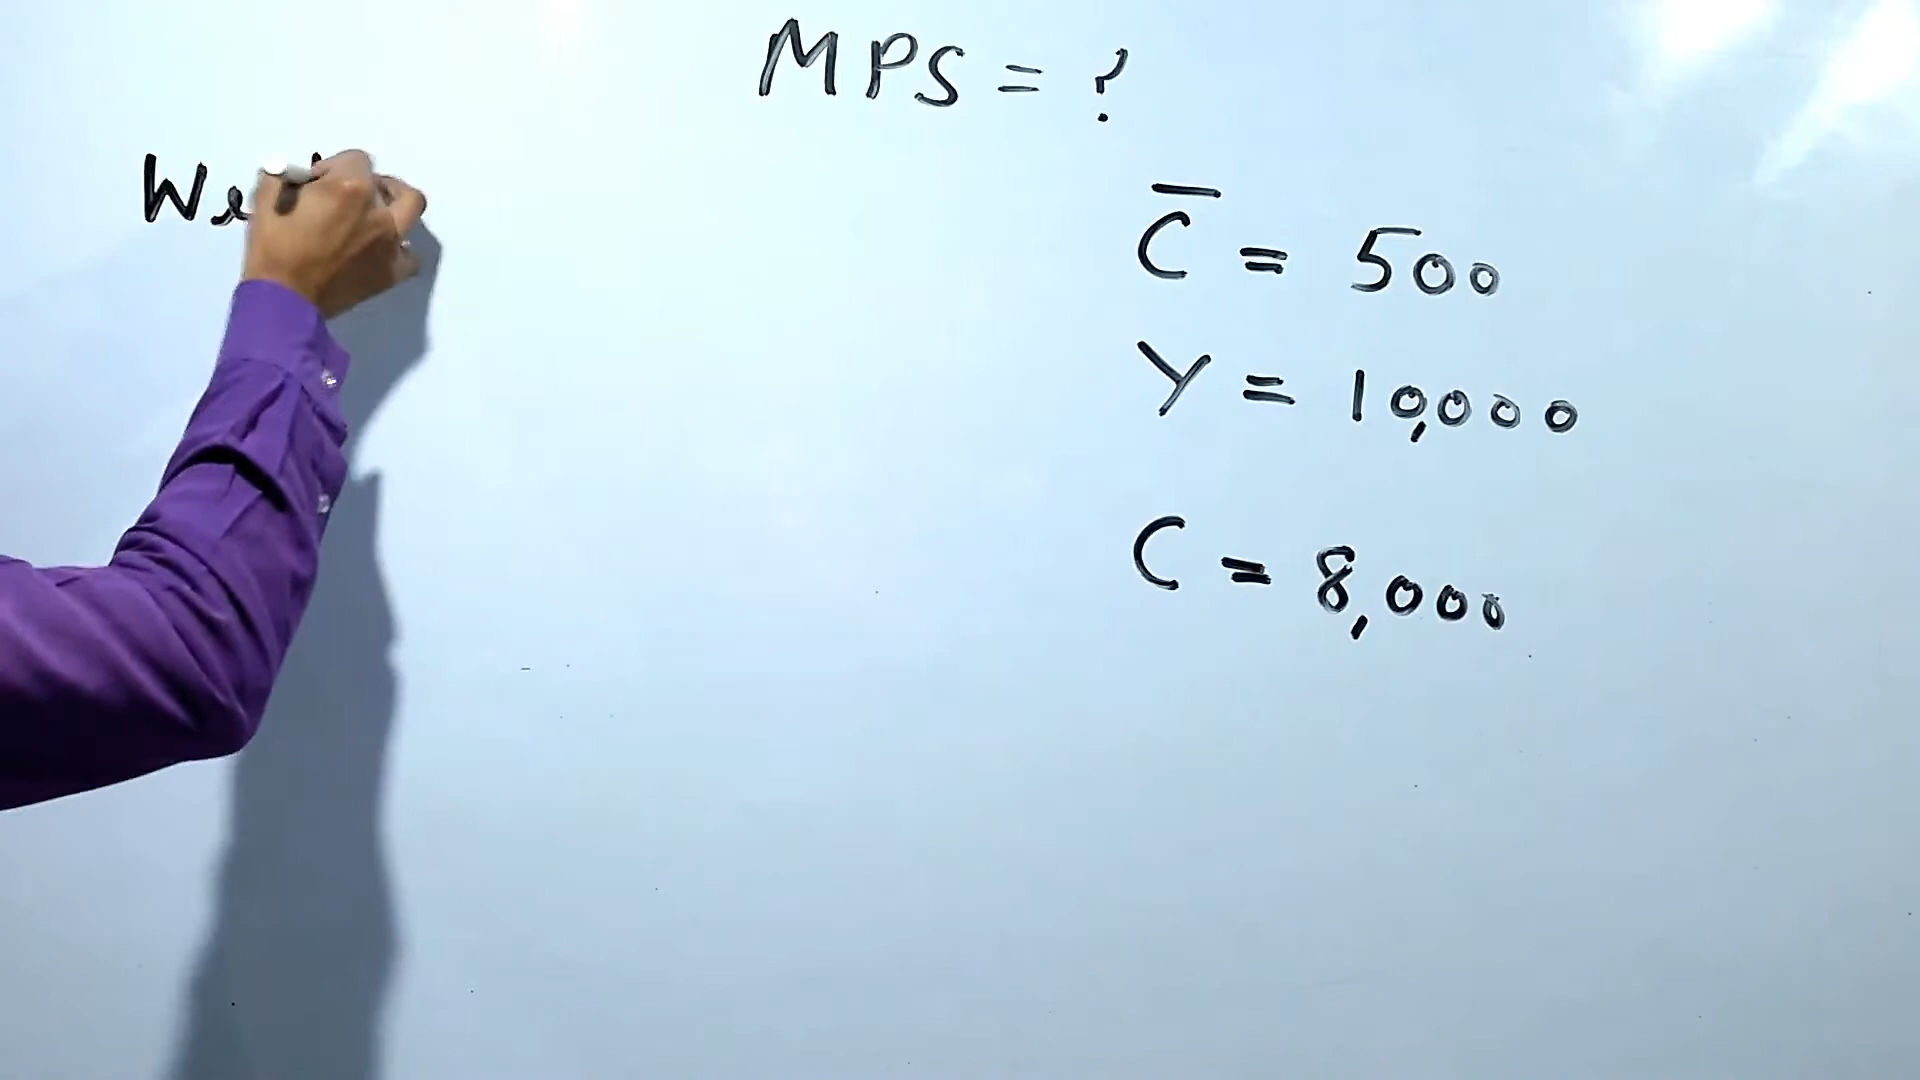 MPS = ?
C̅ = 500
Y = 10,000
C = 8,000